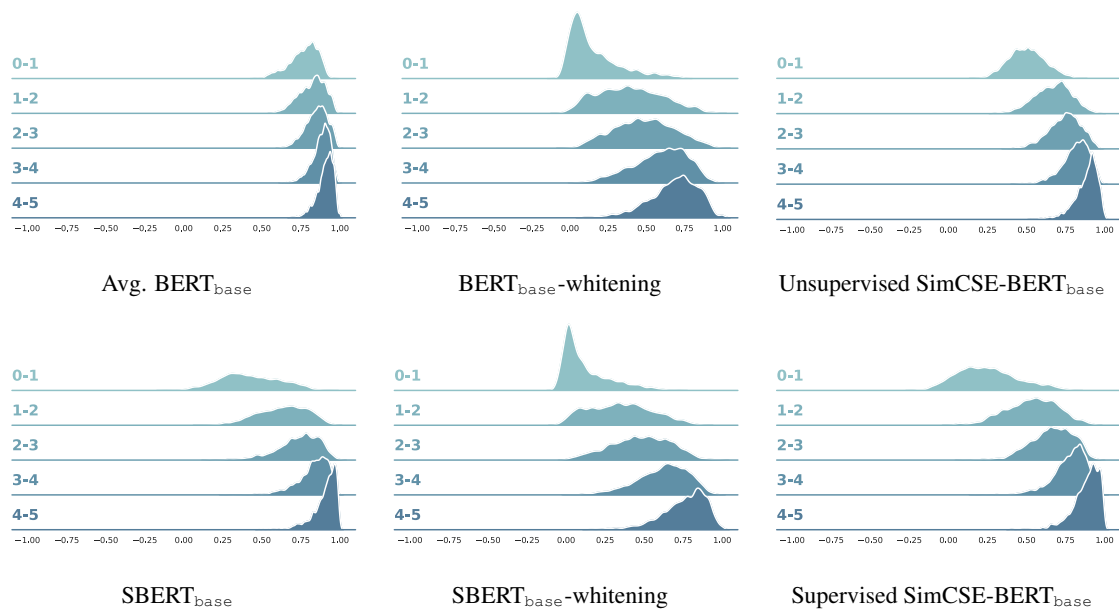 0-1
1-2
2-3
3-4
4-5
−1.00 −0.75 −0.50 −0.25 0.00 0.25 0.50 0.75 1.00
Avg. BERTbase
0-1
1-2
2-3
3-4
4-5
−1.00 −0.75 −0.50 −0.25 0.00 0.25 0.50 0.75 1.00
BERTbase-whitening
0-1
1-2
2-3
3-4
4-5
−1.00 −0.75 −0.50 −0.25 0.00 0.25 0.50 0.75 1.00
Unsupervised SimCSE-BERTbase
0-1
1-2
2-3
3-4
4-5
−1.00 −0.75 −0.50 −0.25 0.00 0.25 0.50 0.75 1.00
SBERTbase
0-1
1-2
2-3
3-4
4-5
−1.00 −0.75 −0.50 −0.25 0.00 0.25 0.50 0.75 1.00
SBERTbase-whitening
0-1
1-2
2-3
3-4
4-5
−1.00 −0.75 −0.50 −0.25 0.00 0.25 0.50 0.75 1.00
Supervised SimCSE-BERTbase